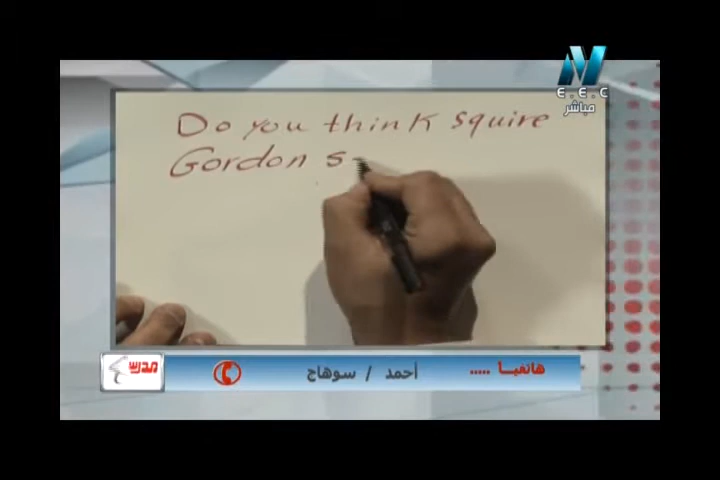 E.E.C
مباشر
Do you think squire
Gordon s
مدرس
أحمد / سوهاج
هاتفيا .....